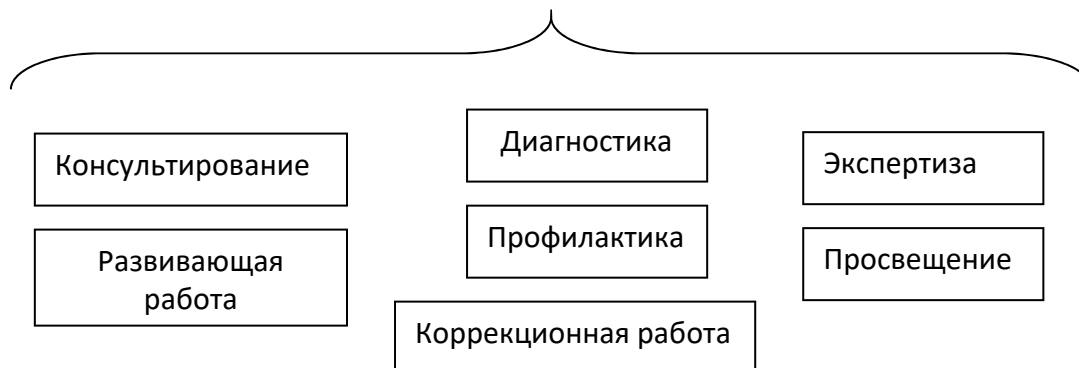 Консультирование
Диагностика
Экспертиза
Развивающая
работа
Профилактика
Просвещение
Коррекционная работа